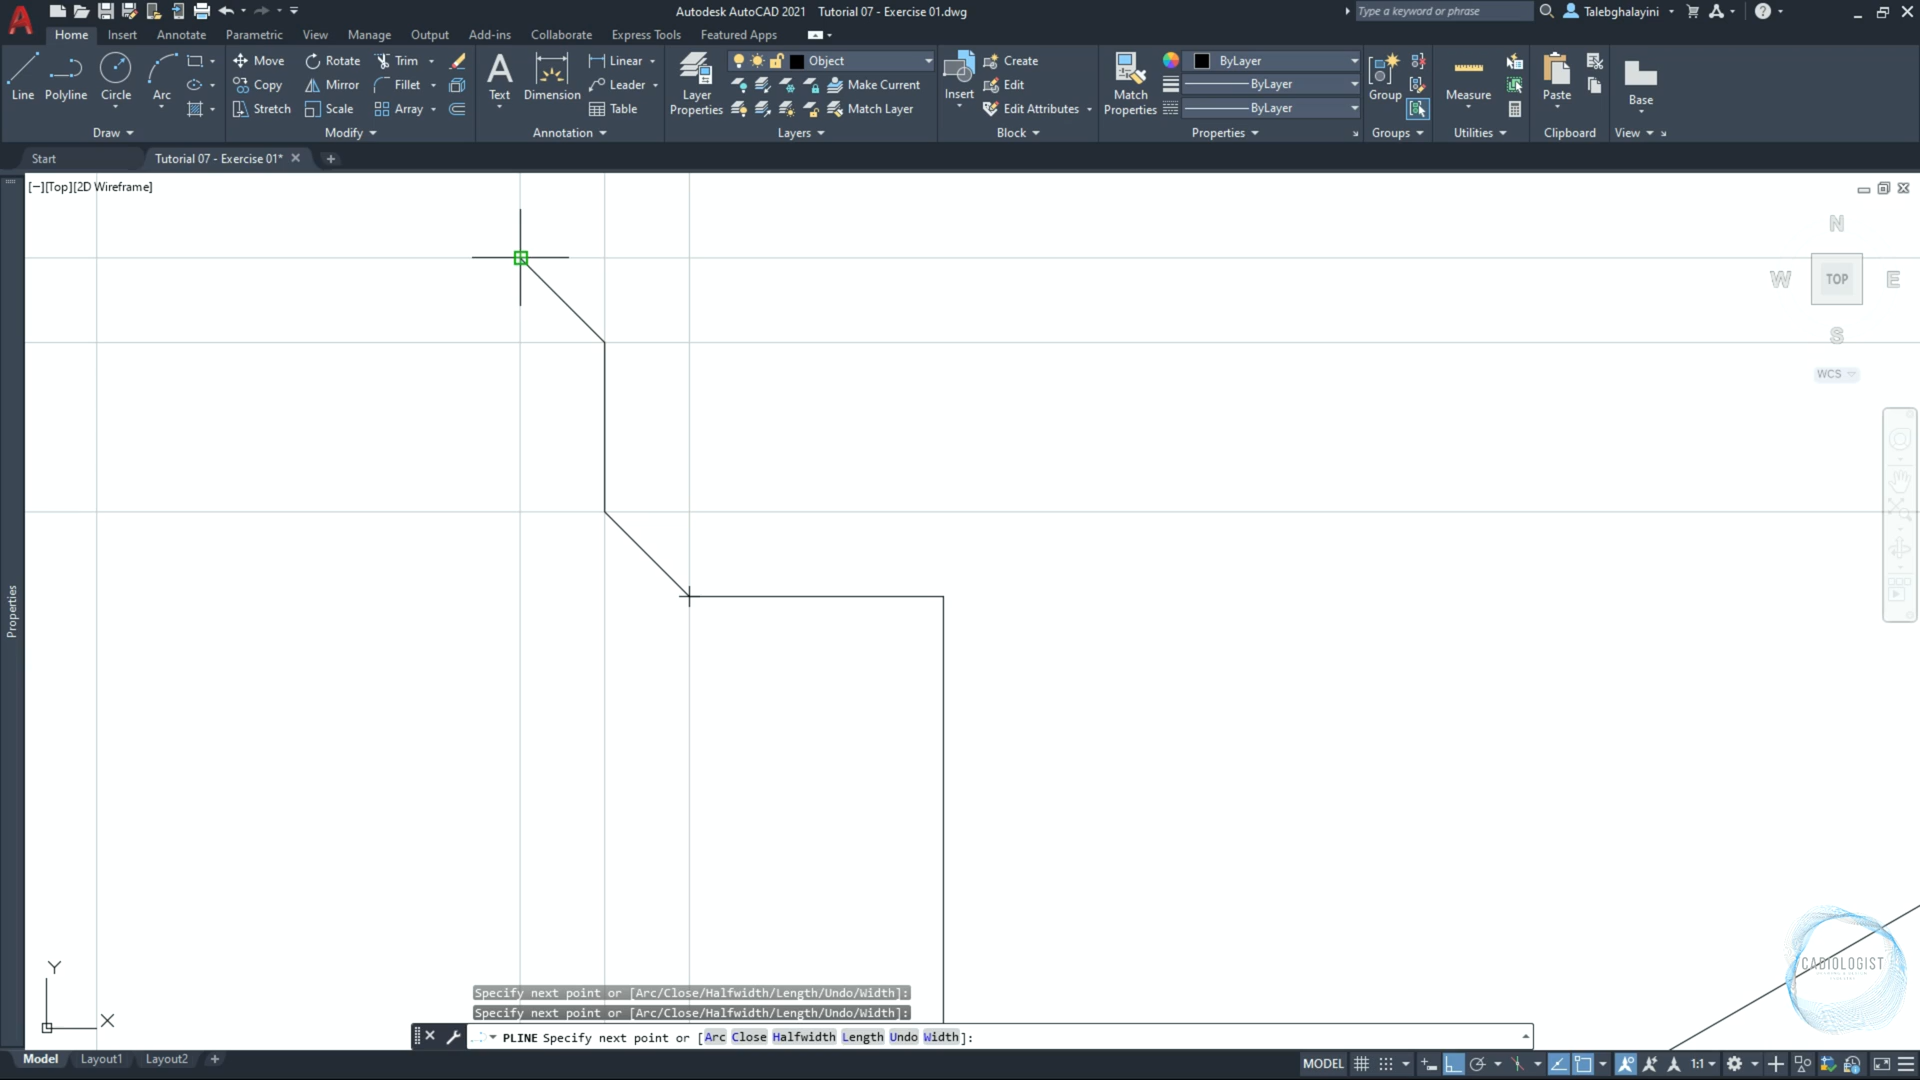 Autodesk AutoCAD 2021 Tutorial 07 - Exercise 01.dwg
Type a keyword or phrase
Talebghalayini
Home Insert Annotate Parametric View Manage Output Add-ins Collaborate Express Tools Featured Apps
Line Polyline Circle Arc
Draw
Move Rotate Trim
Copy Mirror Fillet
Stretch Scale Array
Modify
Text Dimension
Linear
Leader
Table
Annotation
Layer Properties
Object
Make Current
Match Layer
Layers
Insert
Create
Edit
Edit Attributes
Block
Match Properties
ByLayer
ByLayer
ByLayer
Properties
Group
Groups
Measure
Utilities
Paste
Clipboard
Base
View
Start Tutorial 07 - Exercise 01*
[−][Top][2D Wireframe]
N
W TOP E
S
WCS
Properties
Y
X
CADIOLOGIST
Specify next point or [Arc/Close/Halfwidth/Length/Undo/Width]:
Specify next point or [Arc/Close/Halfwidth/Length/Undo/Width]:
PLINE Specify next point or [Arc Close Halfwidth Length Undo Width]:
Model Layout1 Layout2
MODEL 1:1